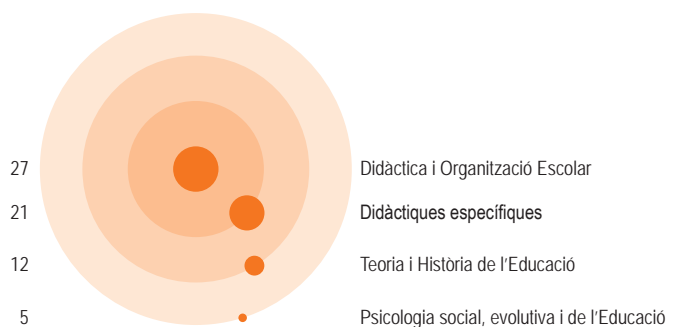 27 Didàctica i Organització Escolar
21 Didàctiques específiques
12 Teoria i Història de l'Educació
5 Psicologia social, evolutiva i de l'Educació